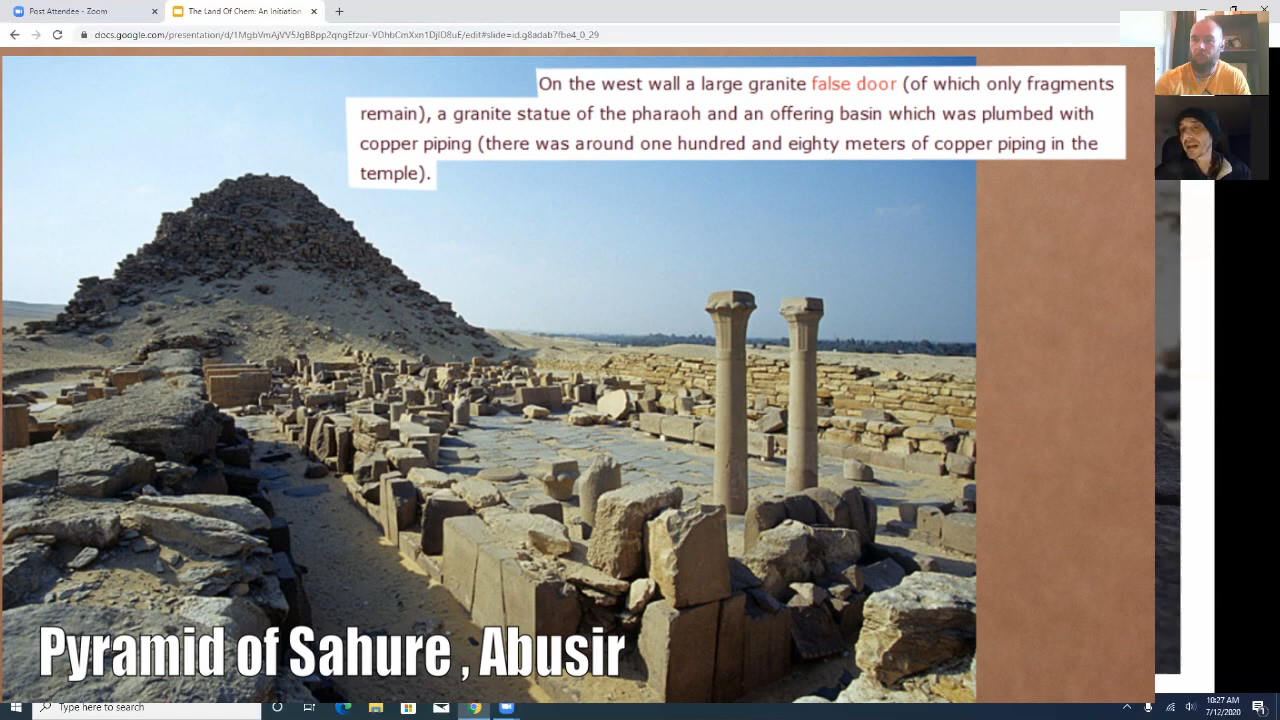 Post Attendee - Zoom
The Land Of Chem: An Initiation
docs.google.com/presentation/d/1MgbVmAjVV5JgBBpp2qngEfzur-VDhbCmXxn1DjID8uE/edit#slide=id.g8adab7fbe4_0_29
On the west wall a large granite false door (of which only fragments
remain), a granite statue of the pharaoh and an offering basin which was plumbed with
copper piping (there was around one hundred and eighty meters of copper piping in the
temple).
Pyramid of Sahure , Abusir
Type here to search
10:27 AM
7/12/2020